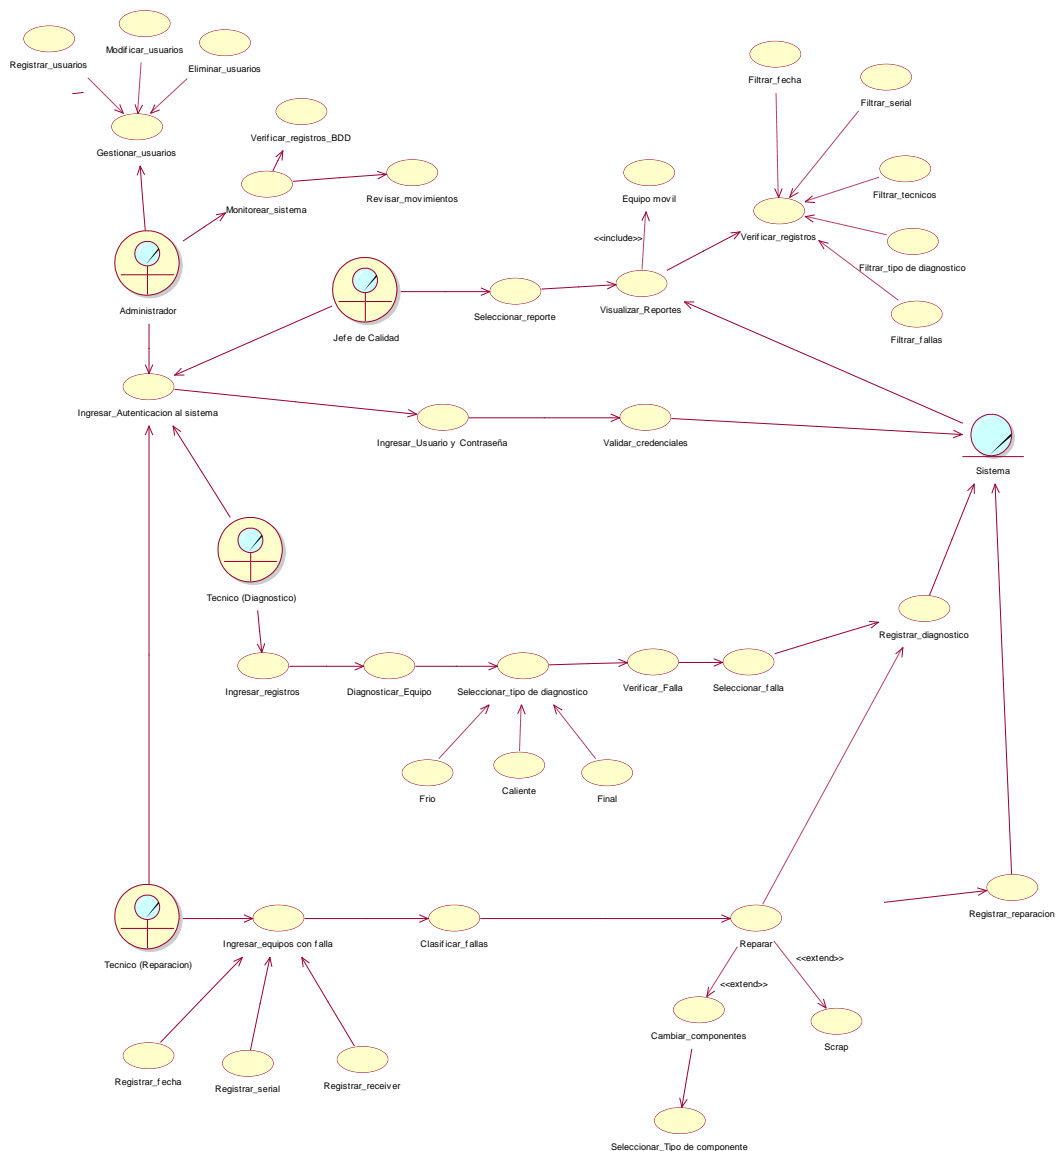 Modificar_usuarios
Registrar_usuarios
Eliminar_usuarios
Filtrar_fecha
Filtrar_serial
Verificar_registros_BDD
Gestionar_usuarios
Equipo movil
Filtrar_tecnicos
Revisar_movimientos
Monitorear_sistema
<<include>>
Verificar_registros
Filtrar_tipo de diagnostico
Administrador
Visualizar_Reportes
Seleccionar_reporte
Jefe de Calidad
Filtrar_fallas
Ingresar_Autenticacion al sistema
Ingresar_Usuario y Contraseña
Validar_credenciales
Sistema
Tecnico (Diagnostico)
Registrar_diagnostico
Ingresar_registros
Diagnosticar_Equipo
Seleccionar_tipo de diagnostico
Verificar_Falla
Seleccionar_falla
Frio
Caliente
Final
Registrar_reparacion
Ingresar_equipos con falla
Clasificar_fallas
Reparar
Tecnico (Reparacion)
<<extend>>
<<extend>>
Cambiar_componentes
Scrap
Registrar_fecha
Registrar_serial
Registrar_receiver
Seleccionar_Tipo de componente